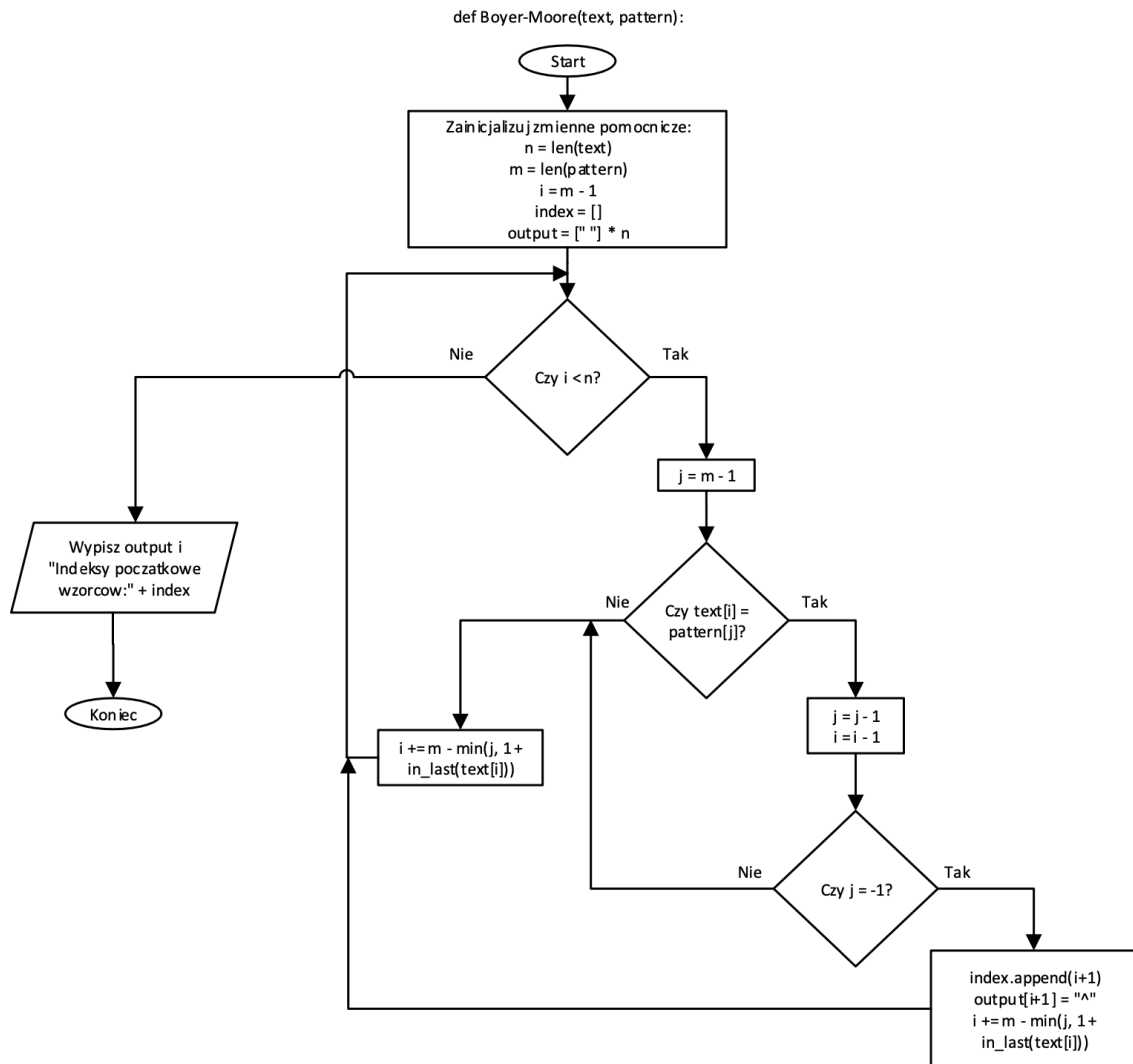 def Boyer-Moore(text, pattern):
Start
Zainicjalizuj zmienne pomocnicze:
n = len(text)
m = len(pattern)
i = m - 1
index = []
output = [" "] * n
Nie
Tak
Czy i < n?
j = m - 1
Wypisz output i
"Indeksy poczatkowe
wzorcow:" + index
Nie
Tak
Czy text[i] =
pattern[j]?
Koniec
j = j - 1
i = i - 1
i += m - min(j, 1+
in_last(text[i]))
Nie
Tak
Czy j = -1?
index.append(i+1)
output[i+1] = "^"
i += m - min(j, 1+
in_last(text[i]))